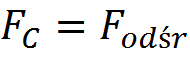 F_C = F_odśr